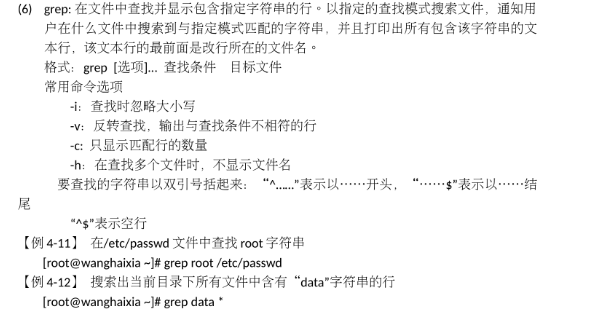 (6) grep: 在文件中查找并显示包含指定字符串的行。以指定的查找模式搜索文件，通知用
户在什么文件中搜索到与指定模式匹配的字符串，并且打印出所有包含该字符串的文
本行，该文本行的最前面是改行所在的文件名。
格式：grep [选项]... 查找条件 目标文件
常用命令选项
-i：查找时忽略大小写
-v：反转查找，输出与查找条件不相符的行
-c: 只显示匹配行的数量
-h：在查找多个文件时，不显示文件名
要查找的字符串以双引号括起来：“^……”表示以……开头，“……$”表示以……结
尾
“^$”表示空行
【例 4-11】 在/etc/passwd 文件中查找 root 字符串
[root@wanghaixia ~]# grep root /etc/passwd
【例 4-12】 搜索出当前目录下所有文件中含有“data”字符串的行
[root@wanghaixia ~]# grep data *